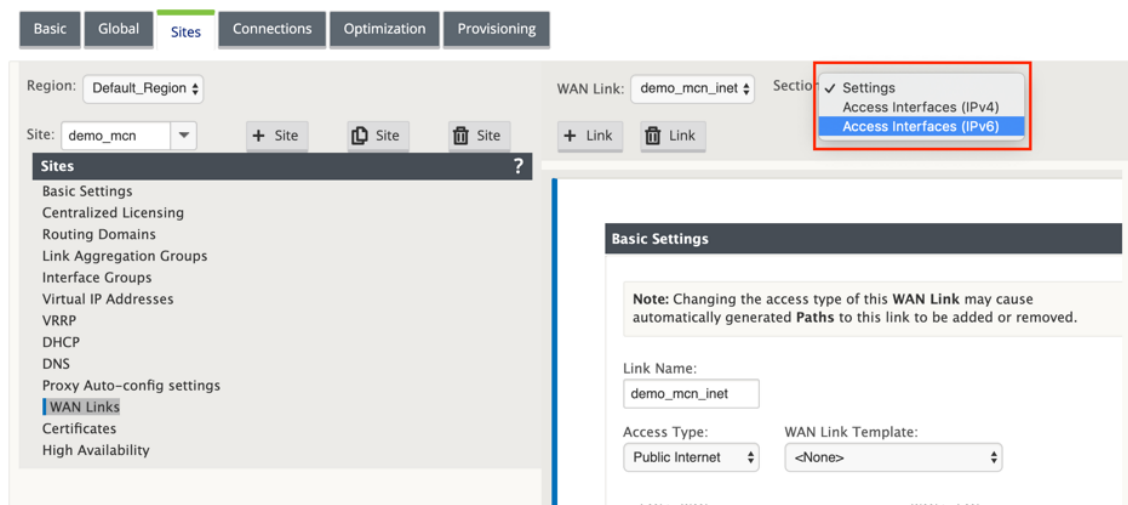 Basic Global Sites Connections Optimization Provisioning
Region: Default_Region WAN Link: demo_mcn_inet Section ✓ Settings
Access Interfaces (IPv4)
Access Interfaces (IPv6)
Site: demo_mcn + Site Site Site + Link Link
Sites ?
Basic Settings
Centralized Licensing
Routing Domains
Link Aggregation Groups
Interface Groups
Virtual IP Addresses
VRRP
DHCP
DNS
Proxy Auto-config settings
WAN Links
Certificates
High Availability
Basic Settings
Note: Changing the access type of this WAN Link may cause
automatically generated Paths to this link to be added or removed.
Link Name:
demo_mcn_inet
Access Type: WAN Link Template:
Public Internet <None>